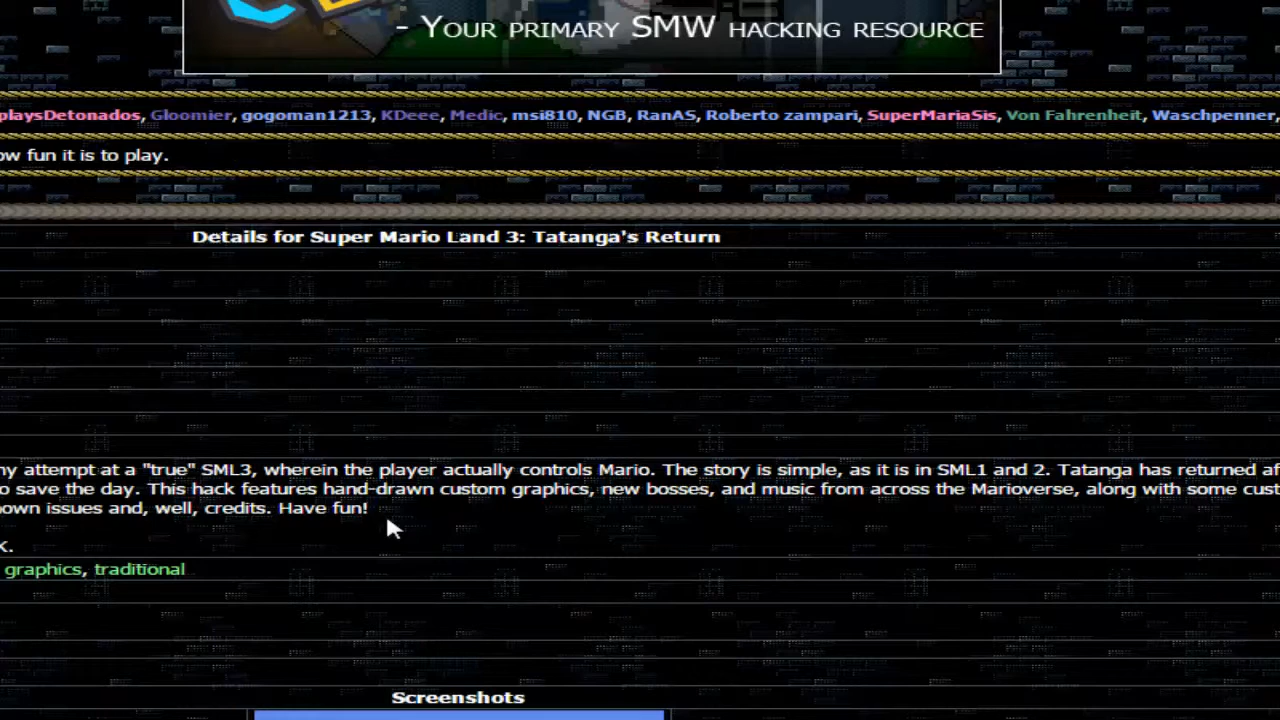 - Your primary SMW hacking resource
playsDetonados, Gloomier, gogoman1213, KDeee, Medic, msi810, NGB, RanAS, Roberto zampari, SuperMariaSis, Von Fahrenheit, Waschpenner,
ow fun it is to play.
Details for Super Mario Land 3: Tatanga's Return
my attempt at a "true" SML3, wherein the player actually controls Mario. The story is simple, as it is in SML1 and 2. Tatanga has returned af
o save the day. This hack features hand-drawn custom graphics, new bosses, and music from across the Marioverse, along with some cust
nown issues and, well, credits. Have fun!
k.
graphics, traditional
Screenshots